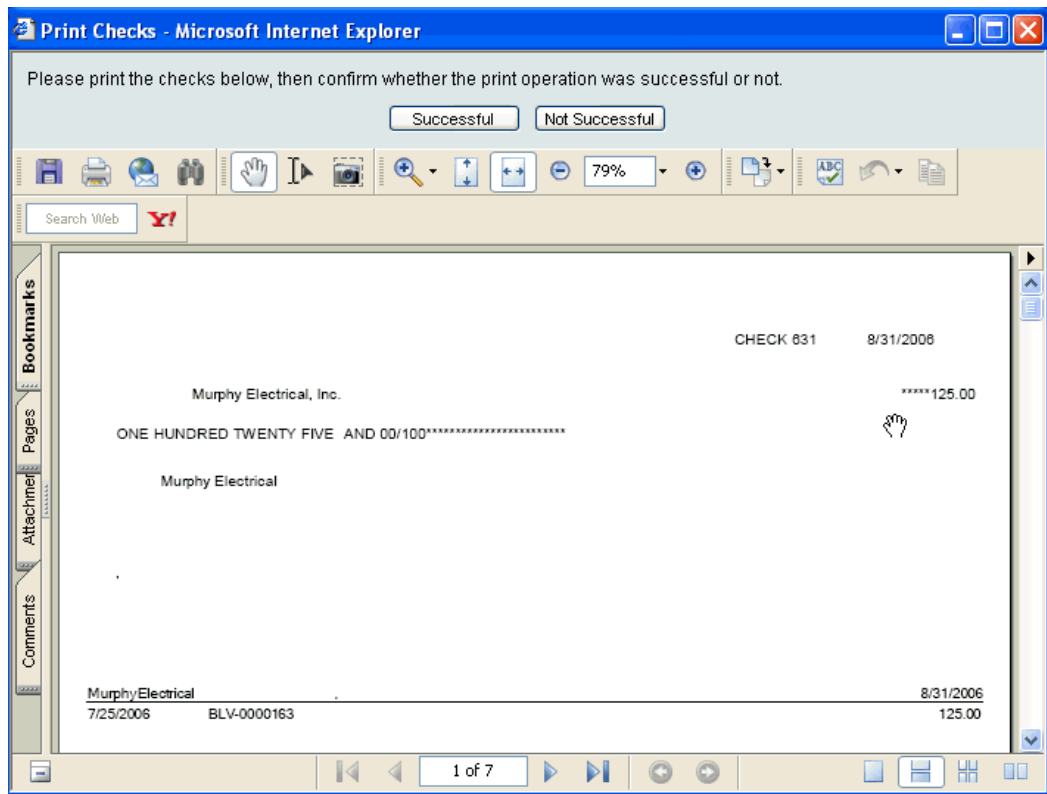 Print Checks - Microsoft Internet Explorer
Please print the checks below, then confirm whether the print operation was successful or not.
Successful Not Successful
79%
ABC
Search Web Y!
Bookmarks
Pages
Attachmen
Comments
CHECK 631 8/31/2006
Murphy Electrical, Inc. *****125.00
ONE HUNDRED TWENTY FIVE AND 00/100************************
Murphy Electrical
.
MurphyElectrical . 8/31/2006
7/25/2006 BLV-0000163 125.00
1 of 7